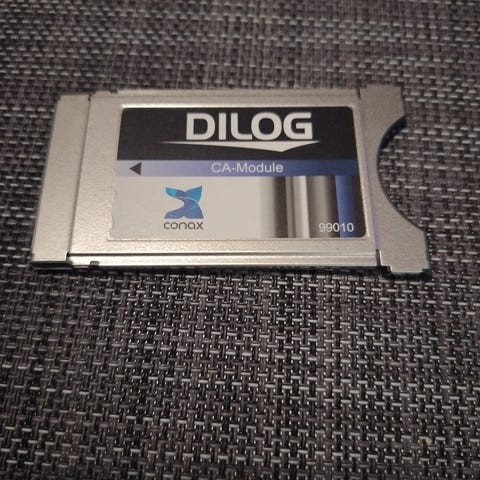 DILOG
CA-Module
conax
99010